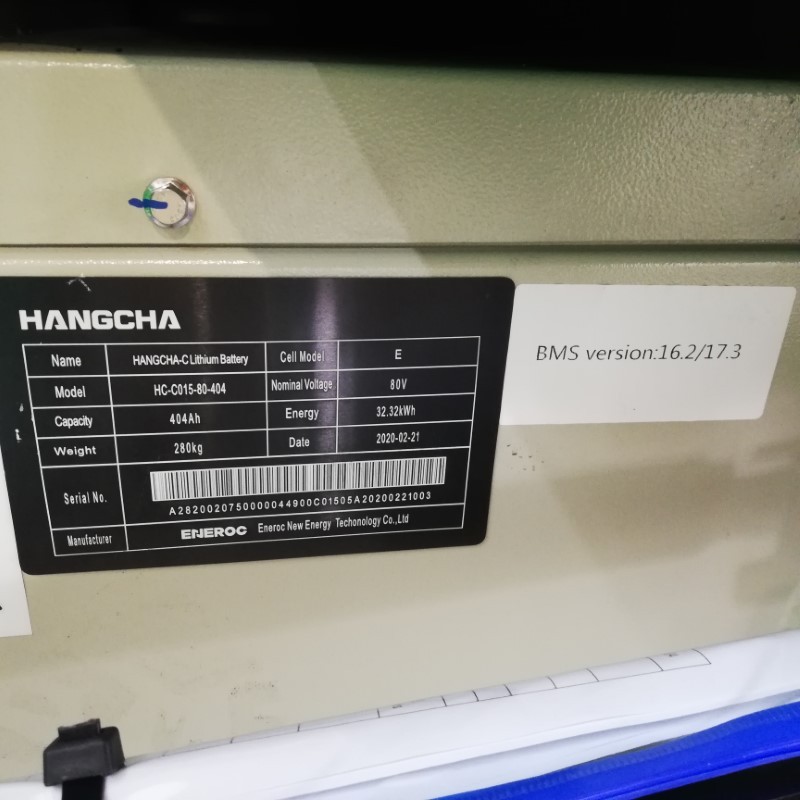 HANGCHA
Name HANGCHA-C Lithium Battery Cell Model E
Model HC-C015-80-404 Nominal Voltage 80V
Capacity 404Ah Energy 32.32kWh
Weight 280kg Date 2020-02-21
Serial No. A2820020750000044900C01505A20200221003
Manufacturer ENEROC Eneroc New Energy Techonology Co.,Ltd
BMS version:16.2/17.3